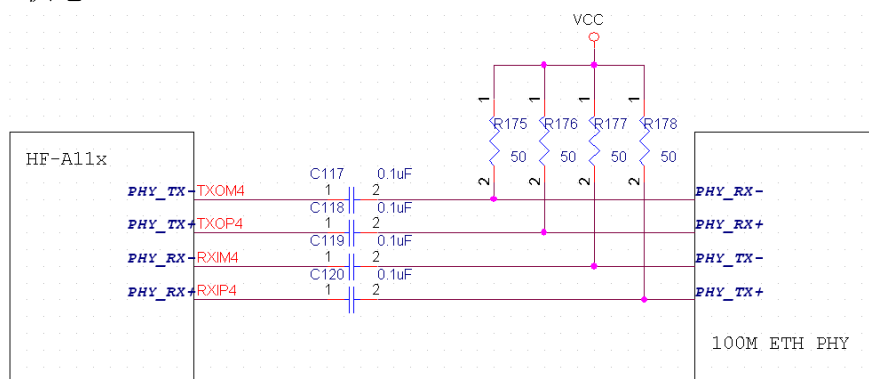 VCC
1 1 1 1
R175 R176 R177 R178
50 50 50 50
2 2 2 2
HF-A11x
C117 0.1uF
PHY_TX- TXOM4 1 2 PHY_RX-
C118 0.1uF
PHY_TX+ TXOP4 1 2 PHY_RX+
C119 0.1uF
PHY_RX- RXIM4 1 2 PHY_TX-
C120 0.1uF
PHY_RX+ RXIP4 1 2 PHY_TX+
100M ETH PHY